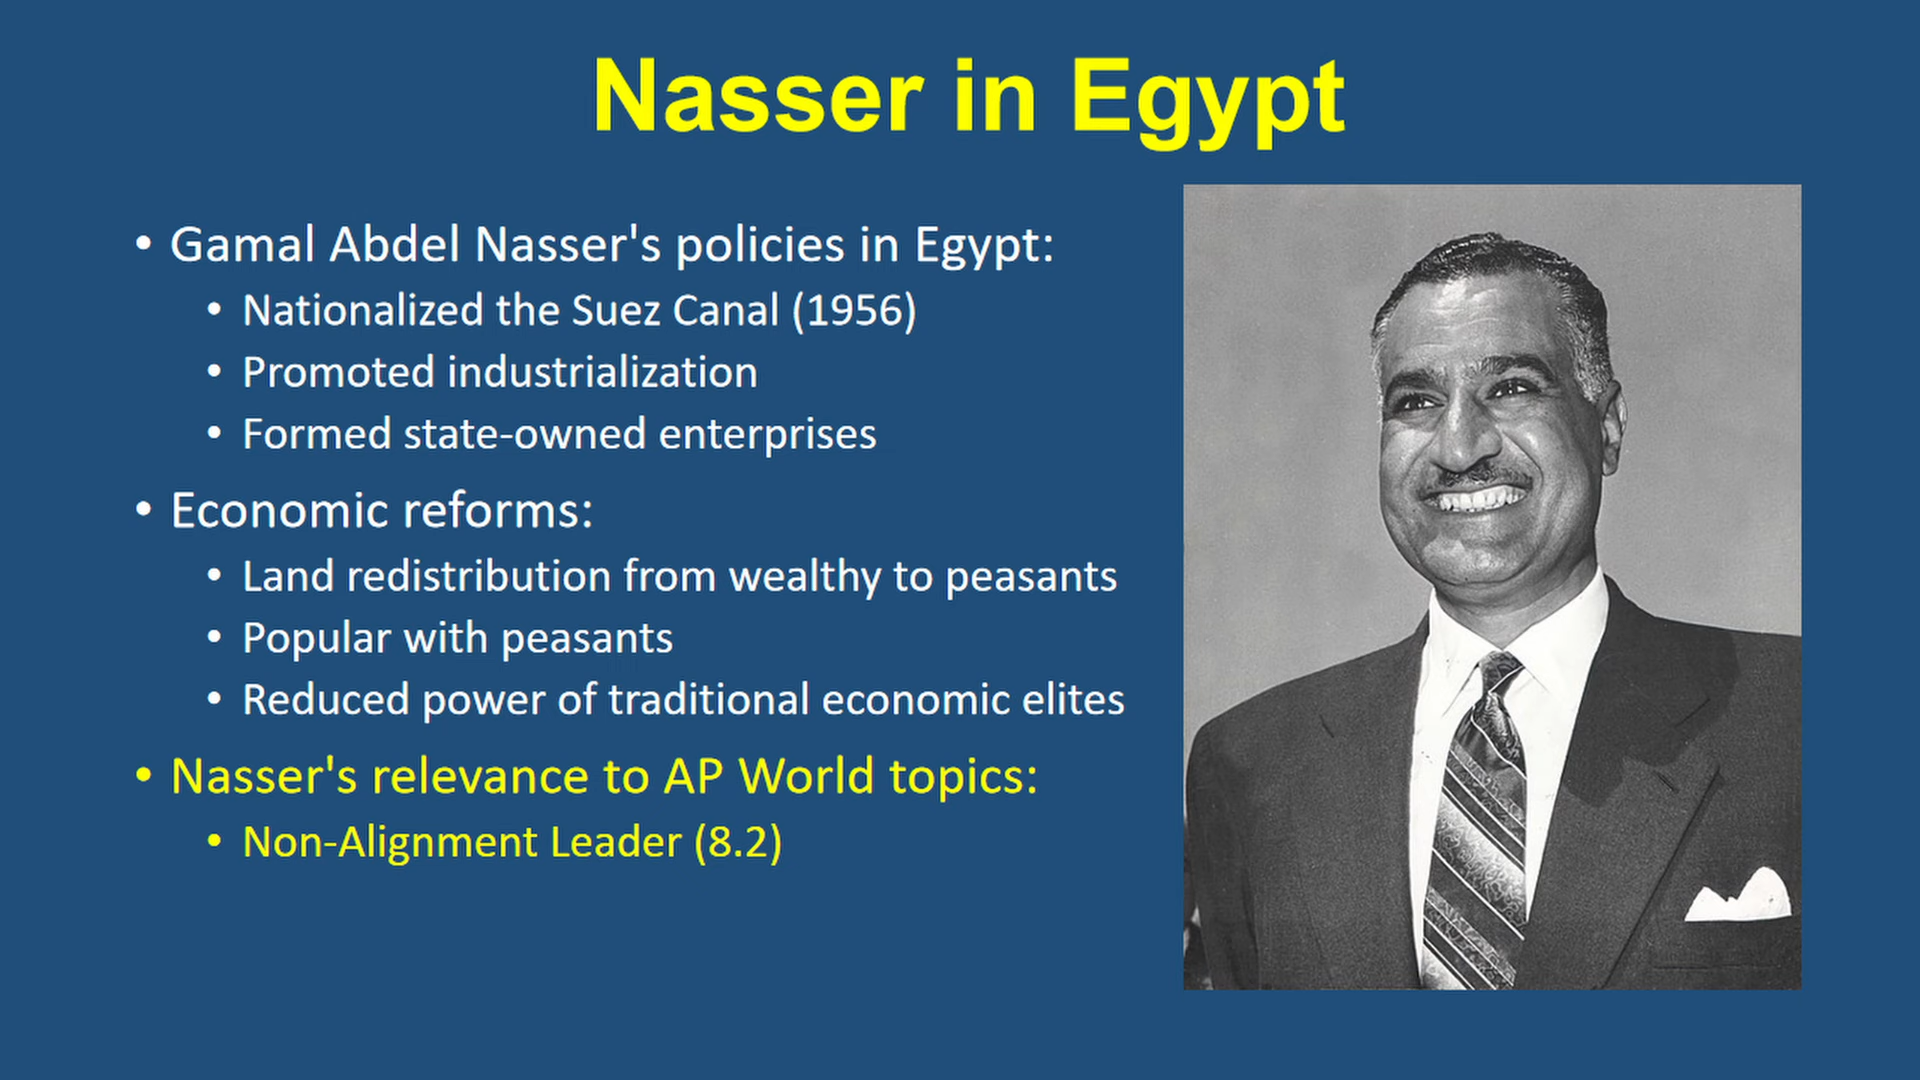 Nasser in Egypt
• Gamal Abdel Nasser's policies in Egypt:
• Nationalized the Suez Canal (1956)
• Promoted industrialization
• Formed state-owned enterprises
• Economic reforms:
• Land redistribution from wealthy to peasants
• Popular with peasants
• Reduced power of traditional economic elites
• Nasser's relevance to AP World topics:
• Non-Alignment Leader (8.2)